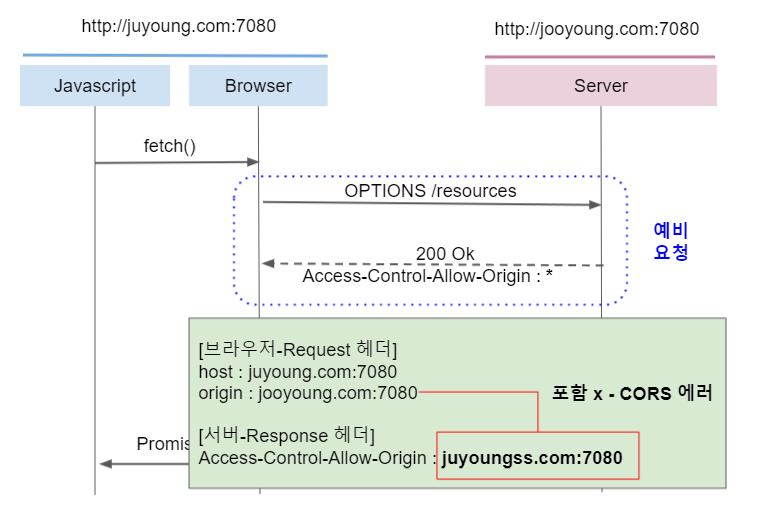 http://juyoung.com:7080
http://jooyoung.com:7080
Javascript
Browser
Server
fetch()
OPTIONS /resources
예비
요청
200 Ok
Access-Control-Allow-Origin : *
[브라우저-Request 헤더]
host : juyoung.com:7080
origin : jooyoung.com:7080
포함 x - CORS 에러
[서버-Response 헤더]
Promis
Access-Control-Allow-Origin : juyoungss.com:7080